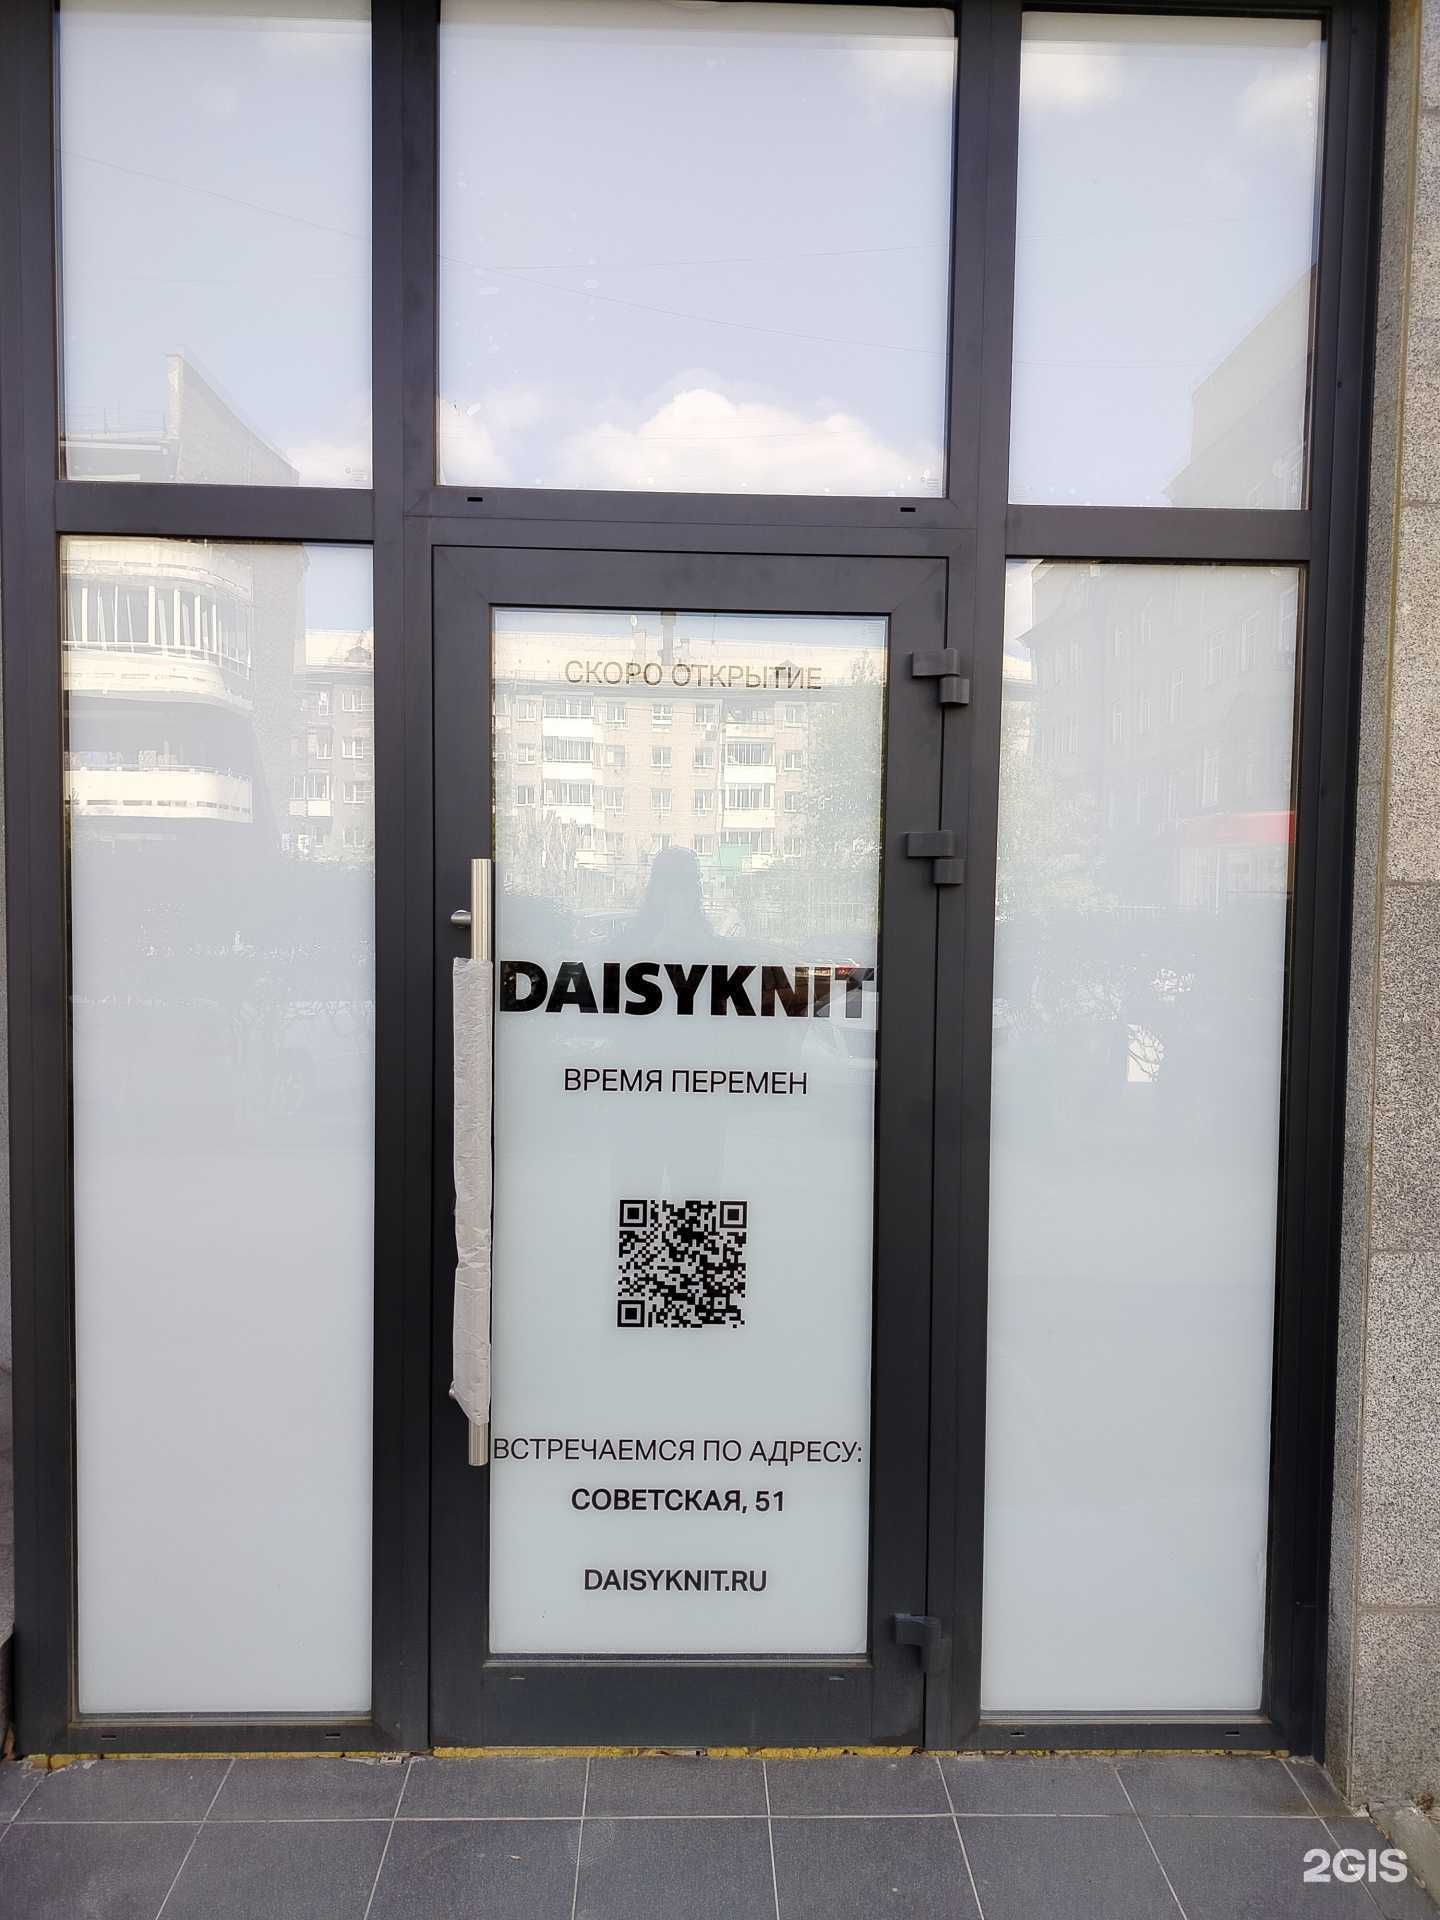 СКОРО ОТКРЫТИЕ
DAISYKNIT
ВРЕМЯ ПЕРЕМЕН
ВСТРЕЧАЕМСЯ ПО АДРЕСУ:
СОВЕТСКАЯ, 51
DAISYKNIT.RU
2GIS